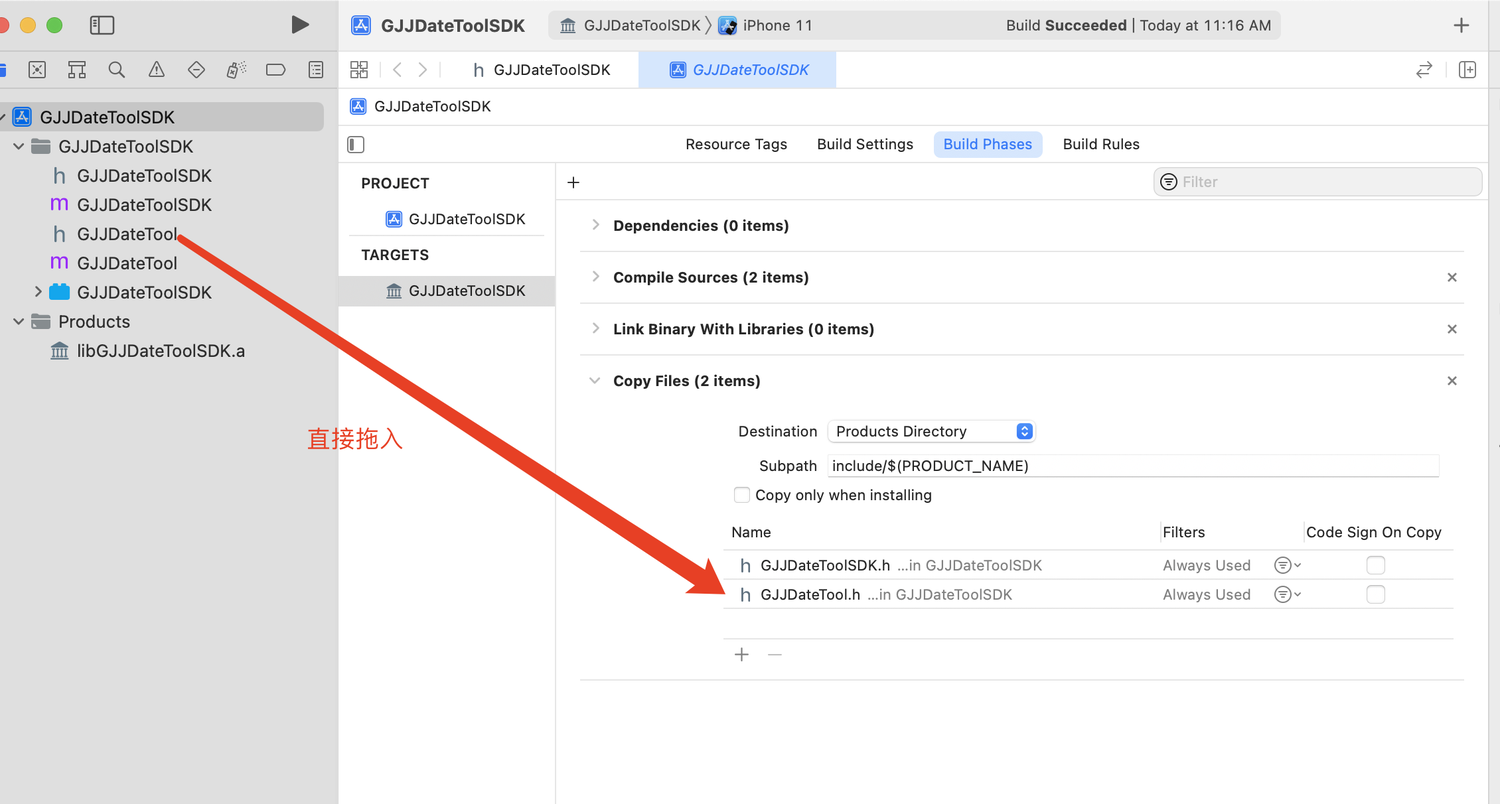 GJJDateToolSDK
GJJDateToolSDK
iPhone 11
Build Succeeded | Today at 11:16 AM
h GJJDateToolSDK
GJJDateToolSDK
GJJDateToolSDK
GJJDateToolSDK
GJJDateToolSDK
h GJJDateToolSDK
m GJJDateToolSDK
h GJJDateTool
m GJJDateTool
GJJDateToolSDK
Products
libGJJDateToolSDK.a
Resource Tags
Build Settings
Build Phases
Build Rules
PROJECT
GJJDateToolSDK
TARGETS
GJJDateToolSDK
Filter
Dependencies (0 items)
Compile Sources (2 items)
Link Binary With Libraries (0 items)
Copy Files (2 items)
直接拖入
Destination Products Directory
Subpath include/$(PRODUCT_NAME)
Copy only when installing
Name Filters Code Sign On Copy
h GJJDateToolSDK.h ...in GJJDateToolSDK Always Used
h GJJDateTool.h ...in GJJDateToolSDK Always Used